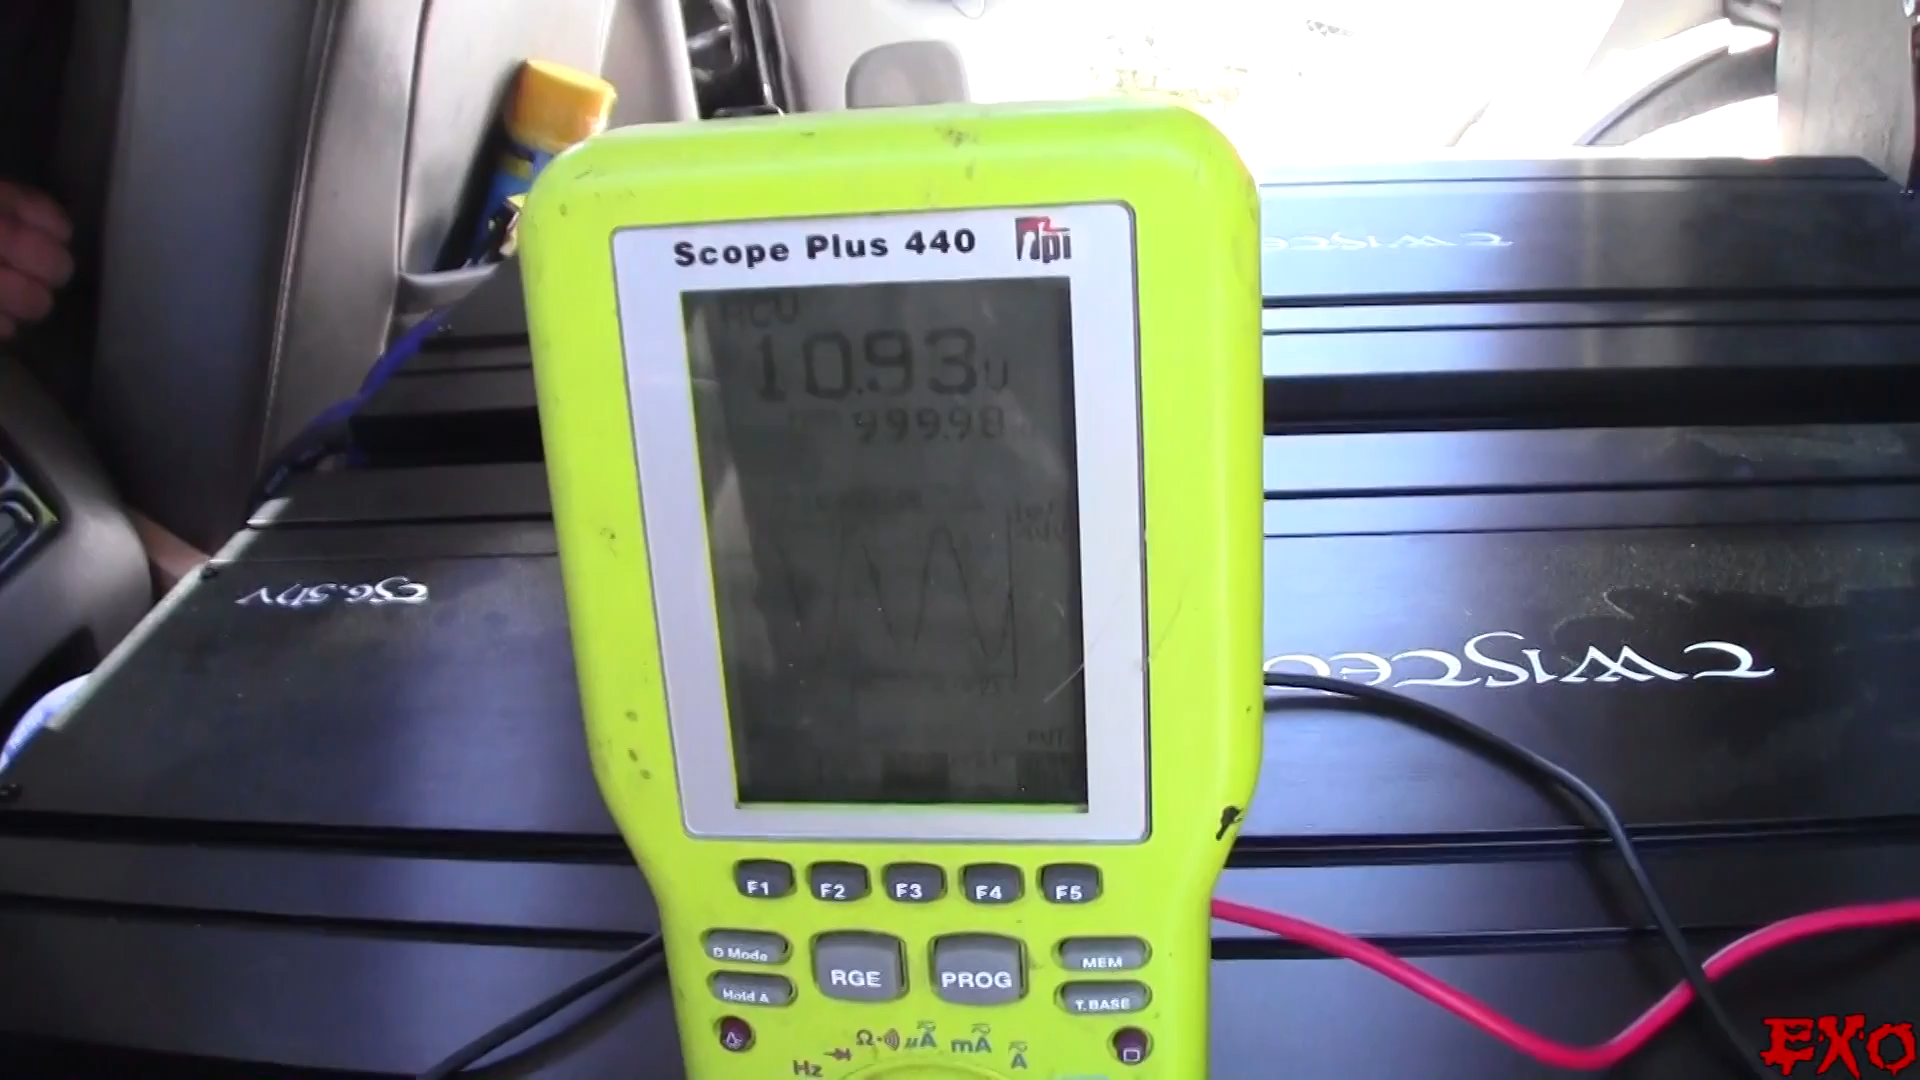 Scope Plus 440 tpi
ACV
10.93V
999.98
F1 F2 F3 F4 F5
D Mode
RGE
PROG
MEM
Hold A
T.BASE
Hz
Ω
µA
mA
A
TWISTED
EXO